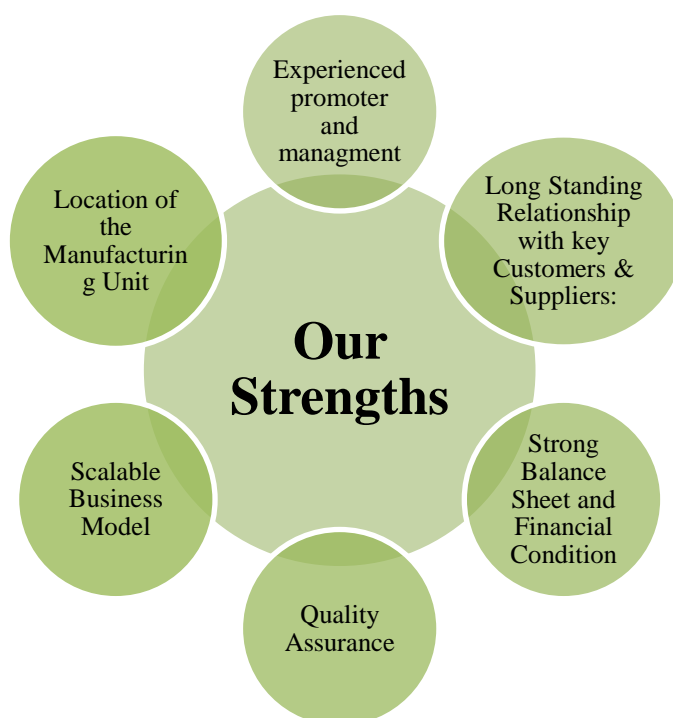 Experienced
promoter
and
managment
Long Standing
Relationship
with key
Customers &
Suppliers:
Strong
Balance
Sheet and
Financial
Condition
Quality
Assurance
Scalable
Business
Model
Location of
the
Manufacturin
g Unit
Our
Strengths